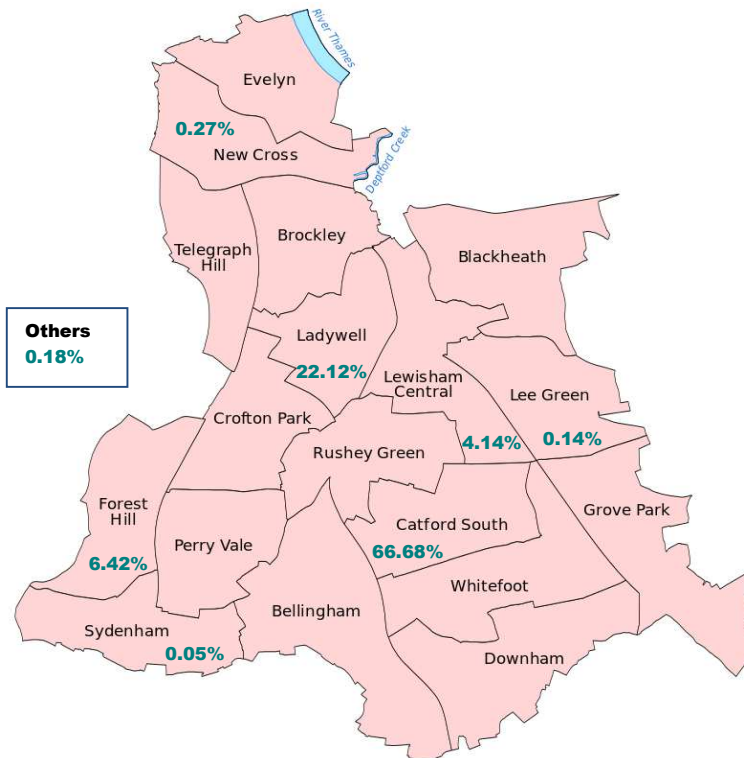 River Thames
Evelyn
0.27%
New Cross
Deptford Creek
Telegraph
Hill
Brockley
Blackheath
Others
0.18%
Ladywell
22.12%
Lewisham
Central
Lee Green
Crofton Park
4.14%
0.14%
Rushey Green
Forest
Hill
Grove Park
Catford South
66.68%
Perry Vale
6.42%
Whitefoot
Bellingham
Sydenham
0.05%
Downham